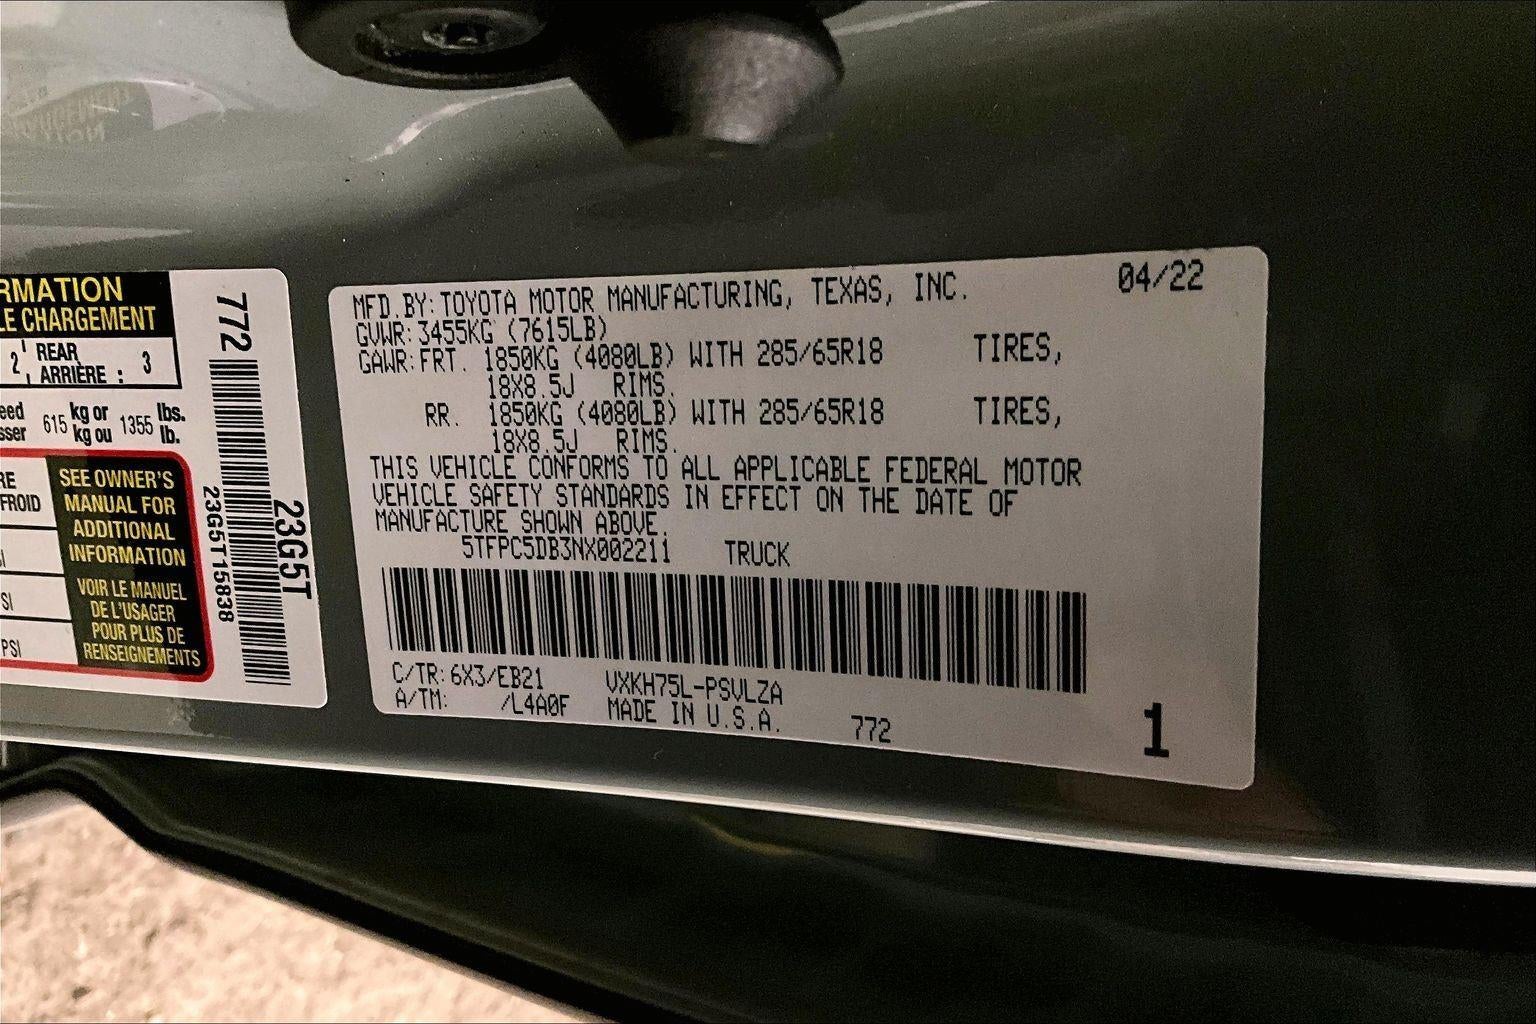 RMATION
LE CHARGEMENT
2 REAR
ARRIÈRE : 3
615 kg or 1355 lbs.
kg ou lb.
FROID
SEE OWNER'S
MANUAL FOR
ADDITIONAL
INFORMATION
VOIR LE MANUEL
DE L'USAGER
POUR PLUS DE
RENSEIGNEMENTS
SI
PSI
772
23G5T
23G5T15838
MFD.BY: TOYOTA MOTOR MANUFACTURING, TEXAS, INC. 04/22
GVWR: 3455KG (7615LB)
GAWR: FRT. 1850KG (4080LB) WITH 285/65R18 TIRES,
18X8.5J RIMS.
RR. 1850KG (4080LB) WITH 285/65R18 TIRES,
18X8.5J RIMS.
THIS VEHICLE CONFORMS TO ALL APPLICABLE FEDERAL MOTOR
VEHICLE SAFETY STANDARDS IN EFFECT ON THE DATE OF
MANUFACTURE SHOWN ABOVE.
5TFPC5DB3NX002211 TRUCK
C/TR: 6X3/EB21 VXKH75L-PSVLZA
A/TM: /L4A0F MADE IN U.S.A. 772
1